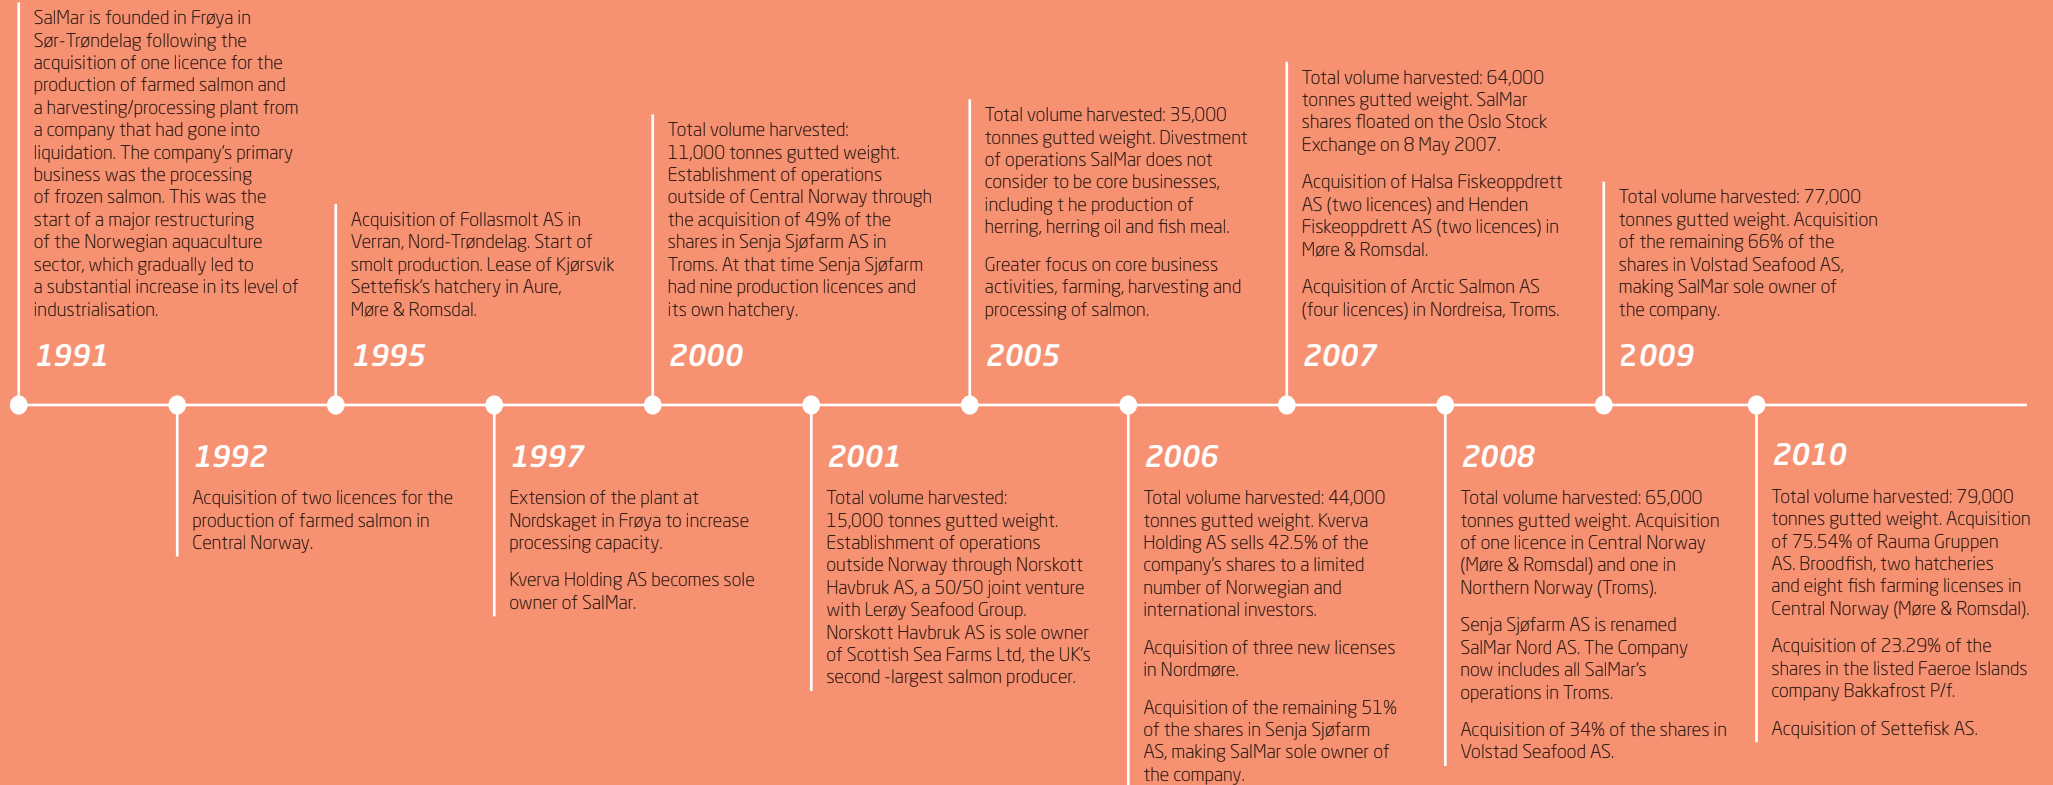 SalMar is founded in Frøya in
Sør-Trøndelag following the
acquisition of one licence for the
production of farmed salmon and
a harvesting/processing plant from
a company that had gone into
liquidation. The company's primary
business was the processing
of frozen salmon. This was the
start of a major restructuring
of the Norwegian aquaculture
sector, which gradually led to
a substantial increase in its level of
industrialisation.
1991
1992
Acquisition of two licences for the
production of farmed salmon in
Central Norway.
Acquisition of Follasmolt AS in
Verran, Nord-Trøndelag. Start of
smolt production. Lease of Kjørsvik
Settefisk's hatchery in Aure,
Møre & Romsdal.
1995
1997
Extension of the plant at
Nordskaget in Frøya to increase
processing capacity.
Kverva Holding AS becomes sole
owner of SalMar.
Total volume harvested:
11,000 tonnes gutted weight.
Establishment of operations
outside of Central Norway through
the acquisition of 49% of the
shares in Senja Sjøfarm AS in
Troms. At that time Senja Sjøfarm
had nine production licences and
its own hatchery.
2000
2001
Total volume harvested:
15,000 tonnes gutted weight.
Establishment of operations
outside Norway through Norskott
Havbruk AS, a 50/50 joint venture
with Lerøy Seafood Group.
Norskott Havbruk AS is sole owner
of Scottish Sea Farms Ltd, the UK's
second -largest salmon producer.
Total volume harvested: 35,000
tonnes gutted weight. Divestment
of operations SalMar does not
consider to be core businesses,
including t he production of
herring, herring oil and fish meal.
Greater focus on core business
activities, farming, harvesting and
processing of salmon.
2005
2006
Total volume harvested: 44,000
tonnes gutted weight. Kverva
Holding AS sells 42.5% of the
company's shares to a limited
number of Norwegian and
international investors.
Acquisition of three new licenses
in Nordmøre.
Acquisition of the remaining 51%
of the shares in Senja Sjøfarm
AS, making SalMar sole owner of
the company.
Total volume harvested: 64,000
tonnes gutted weight. SalMar
shares floated on the Oslo Stock
Exchange on 8 May 2007.
Acquisition of Halsa Fiskeoppdrett
AS (two licences) and Henden
Fiskeoppdrett AS (two licences) in
Møre & Romsdal.
Acquisition of Arctic Salmon AS
(four licences) in Nordreisa, Troms.
2007
2008
Total volume harvested: 65,000
tonnes gutted weight. Acquisition
of one licence in Central Norway
(Møre & Romsdal) and one in
Northern Norway (Troms).
Senja Sjøfarm AS is renamed
SalMar Nord AS. The Company
now includes all SalMar's
operations in Troms.
Acquisition of 34% of the shares in
Volstad Seafood AS.
Total volume harvested: 77,000
tonnes gutted weight. Acquisition
of the remaining 66% of the
shares in Volstad Seafood AS,
making SalMar sole owner of
the company.
2009
2010
Total volume harvested: 79,000
tonnes gutted weight. Acquisition
of 75.54% of Rauma Gruppen
AS. Broodfish, two hatcheries
and eight fish farming licenses in
Central Norway (Møre & Romsdal).
Acquisition of 23.29% of the
shares in the listed Faeroe Islands
company Bakkafrost P/f.
Acquisition of Settefisk AS.